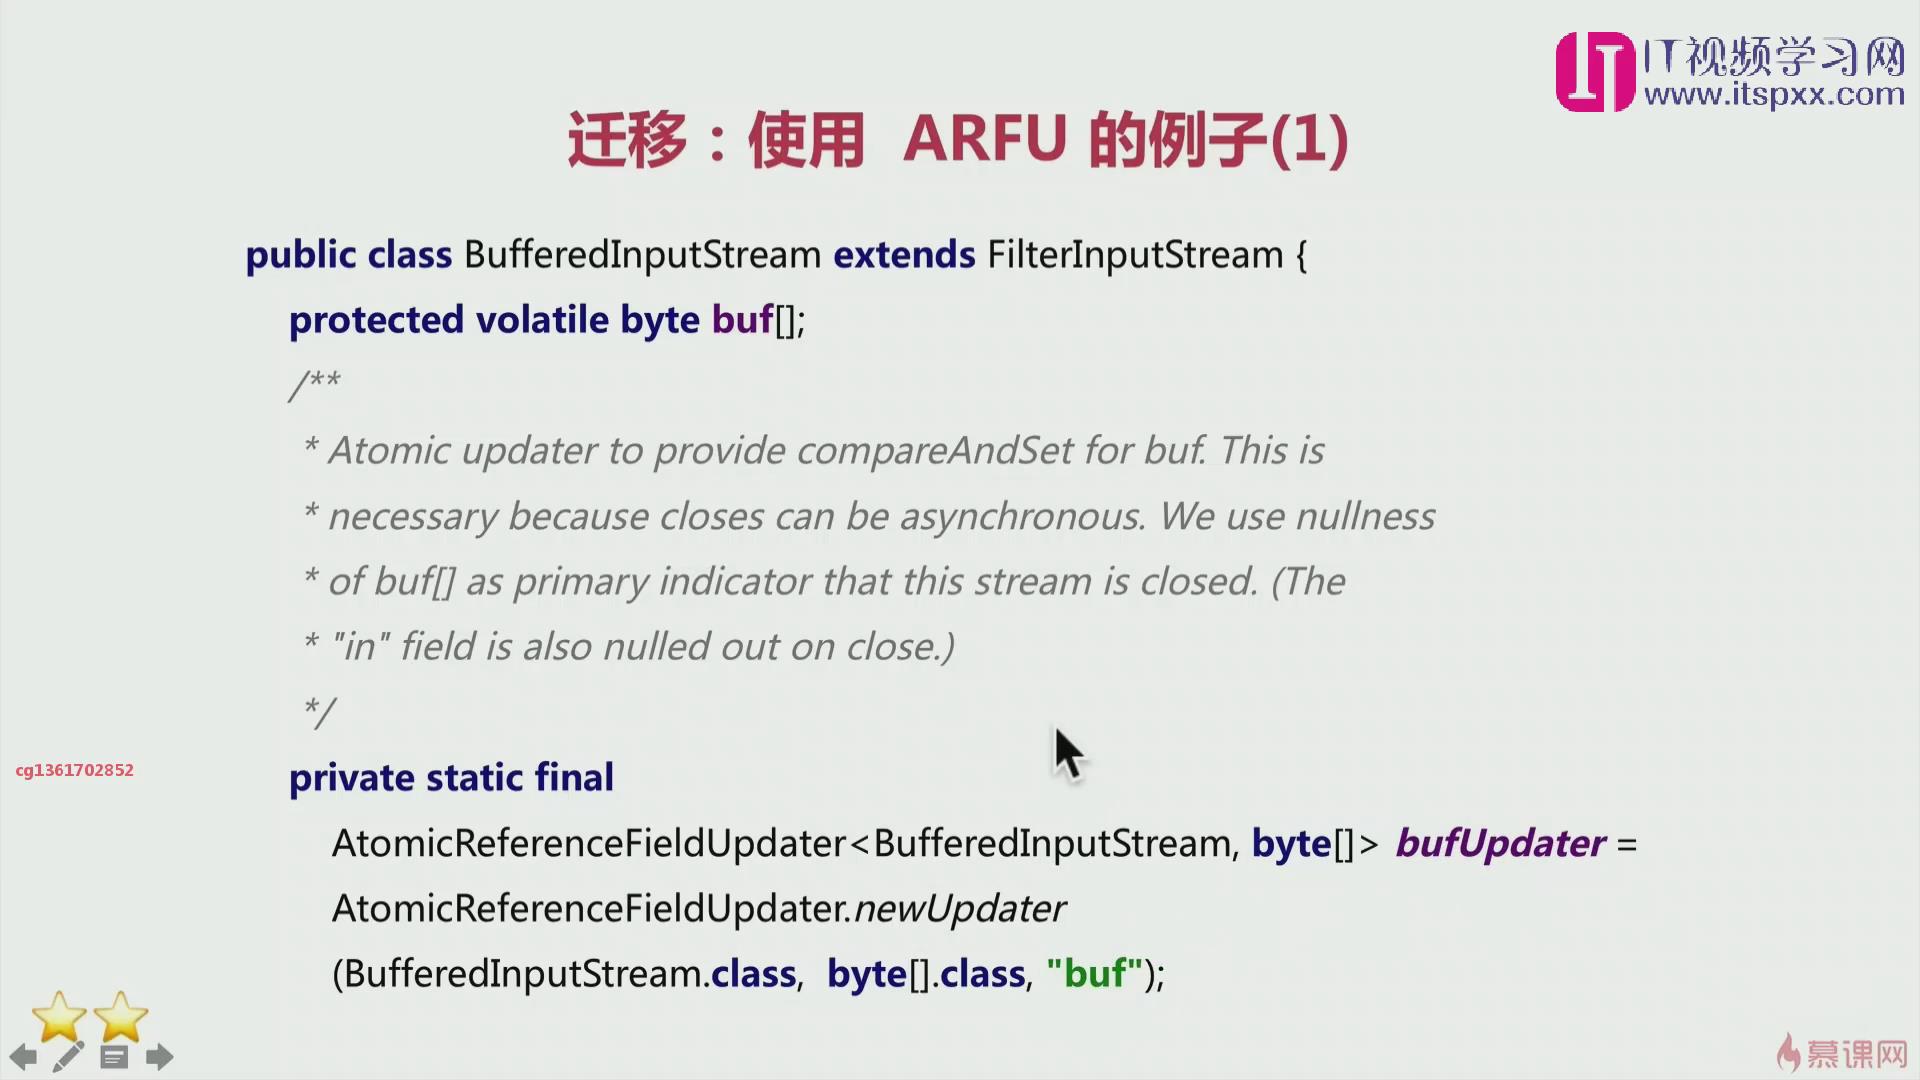 IT视频学习网
www.itspxx.com
迁移：使用 ARFU 的例子(1)
public class BufferedInputStream extends FilterInputStream {
protected volatile byte buf[];
/**
* Atomic updater to provide compareAndSet for buf. This is
* necessary because closes can be asynchronous. We use nullness
* of buf[] as primary indicator that this stream is closed. (The
* "in" field is also nulled out on close.)
*/
cg1361702852
private static final
AtomicReferenceFieldUpdater<BufferedInputStream, byte[]> bufUpdater =
AtomicReferenceFieldUpdater.newUpdater
(BufferedInputStream.class, byte[].class, "buf");
慕课网